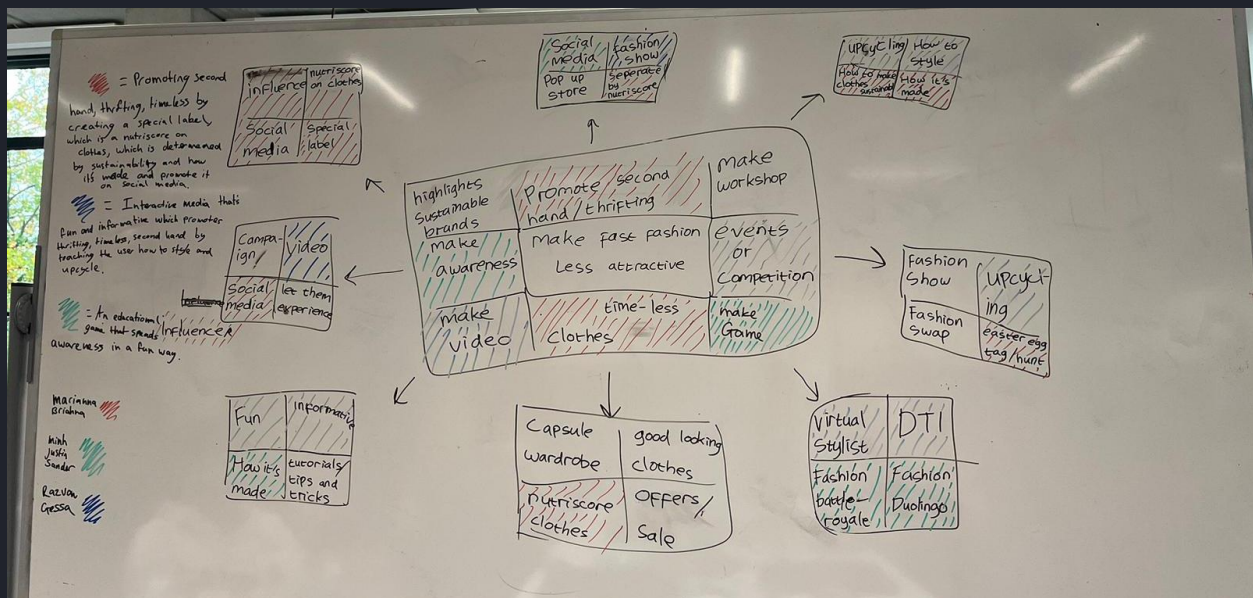 = Promoting second
hand, thrifting, timeless by
creating a special label,
which is a nutriscore on
clothes, which is determened
by sustainability and how
it's made and promote it
on social media.
= Interactive media that's
fun and informative which promotes
thrifting, timeless, second hand by
teaching the user how to style and
upcycle.
= An educational
game that spends
awareness in a fun way.
Marianna
Brianna
Minh
Justin
Sander
Razvan
Gessa
influence
nutriscore
on clothes
Social
media
Special
label
Social
media
Fashion
show
Pop up
store
Seperate
by
nutriscore
upcycling
How to
style
How to make
clothes
sustainable
How it's
made
Campa-
ign
video
Social
media
let them
experience
Influencer
highlights
Sustainable
brands
Promote second
hand/thrifting
make
workshop
make
awareness
Make fast fashion
Less attractive
events
or
Competition
make
video
time-less
clothes
make
Game
Fashion
Show
upcycl-
ing
Fashion
swap
easter egg
tag/hunt
Fun
informative
How it's
made
tutorials
tips and
tricks
Capsule
wardrobe
good looking
clothes
nutriscore
clothes
Offers/
Sale
Virtual
Stylist
DTI
Fashion
battle-
royale
Fashion
Duolingo